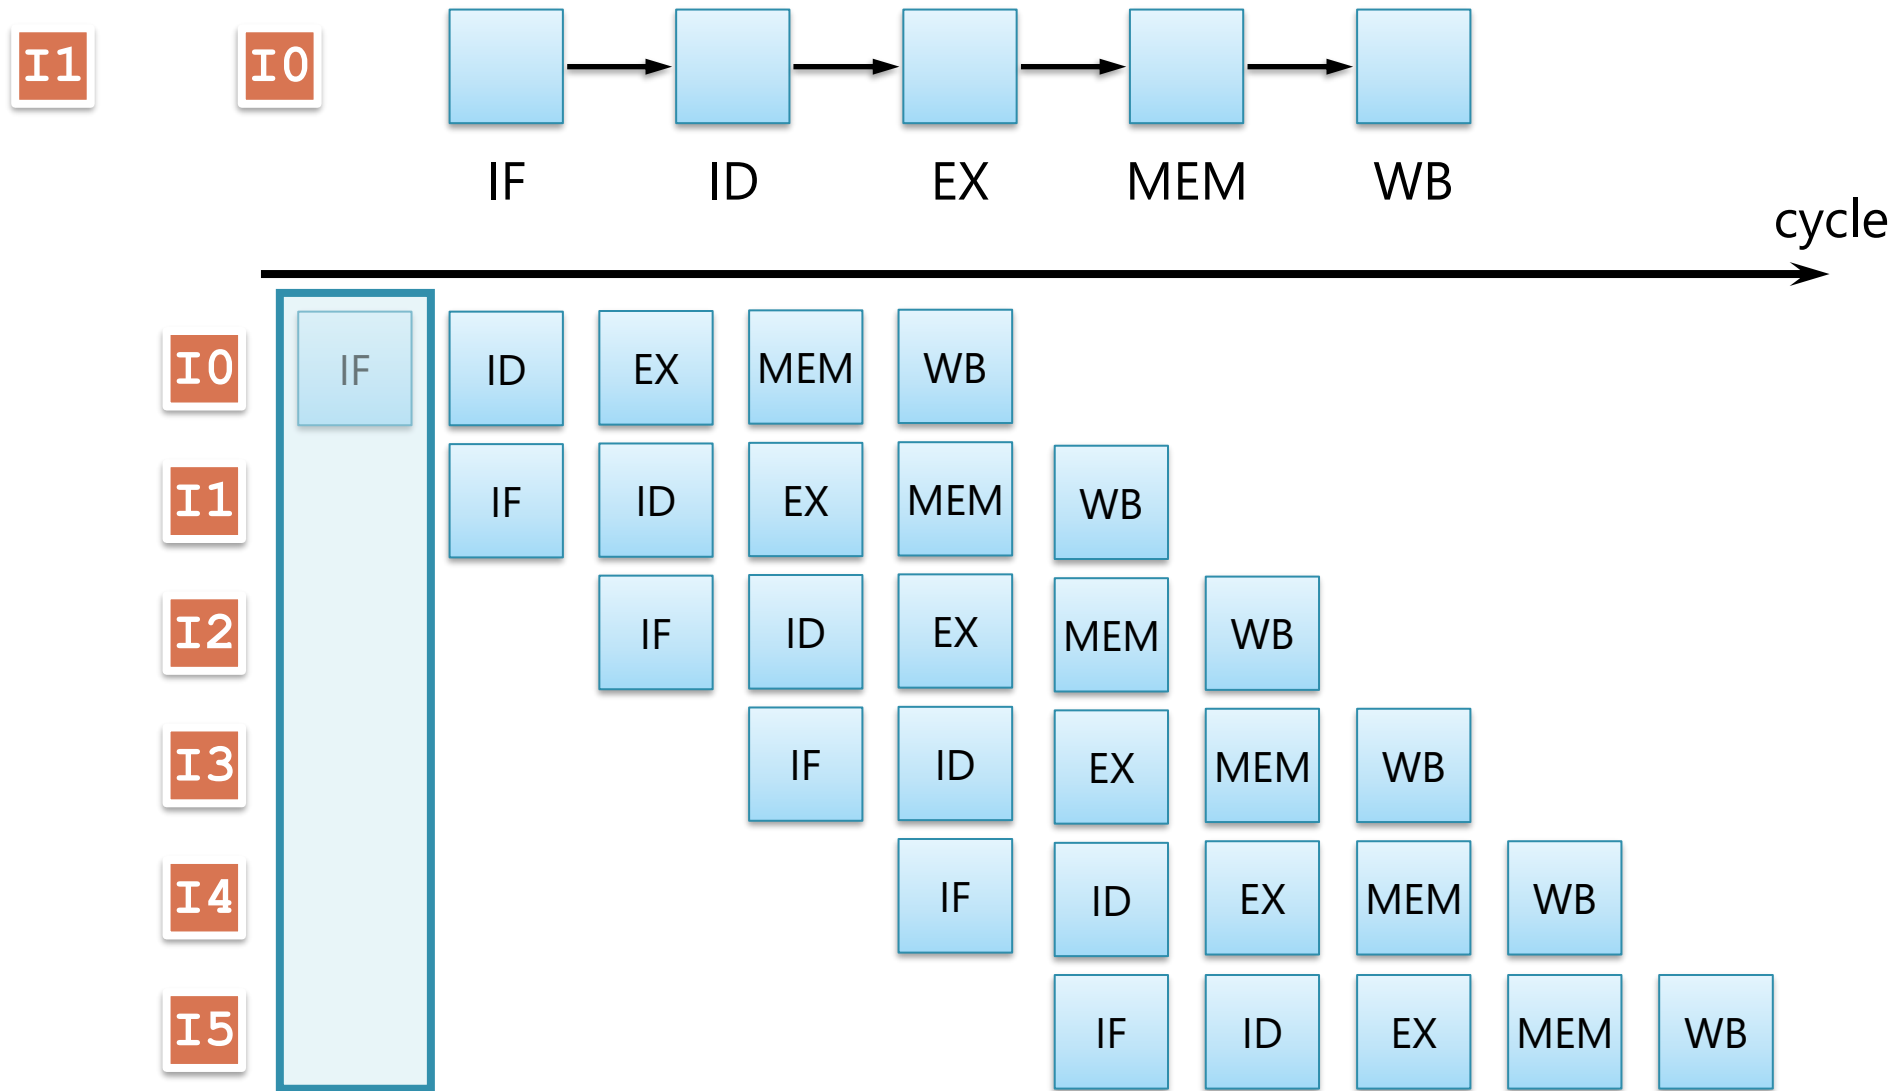 I1 I0
IF ID EX MEM WB
cycle
I0 IF ID EX MEM WB
I1 IF ID EX MEM WB
I2 IF ID EX MEM WB
I3 IF ID EX MEM WB
I4 IF ID EX MEM WB
I5 IF ID EX MEM WB